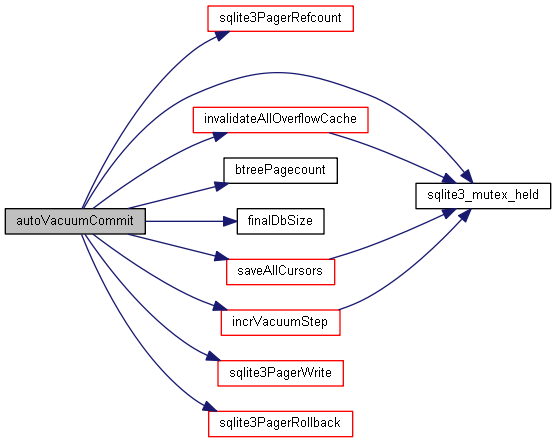 sqlite3PagerRefcount
invalidateAllOverflowCache
btreePagecount
sqlite3_mutex_held
autoVacuumCommit
finalDbSize
saveAllCursors
incrVacuumStep
sqlite3PagerWrite
sqlite3PagerRollback